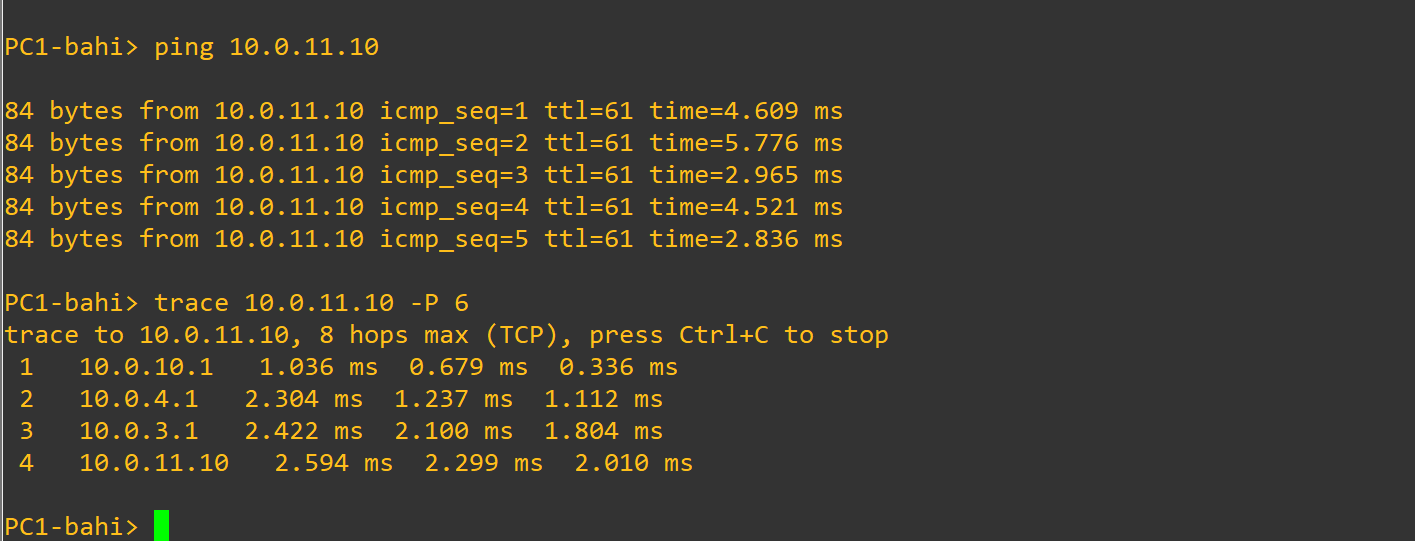 PC1-bahi> ping 10.0.11.10
84 bytes from 10.0.11.10 icmp_seq=1 ttl=61 time=4.609 ms
84 bytes from 10.0.11.10 icmp_seq=2 ttl=61 time=5.776 ms
84 bytes from 10.0.11.10 icmp_seq=3 ttl=61 time=2.965 ms
84 bytes from 10.0.11.10 icmp_seq=4 ttl=61 time=4.521 ms
84 bytes from 10.0.11.10 icmp_seq=5 ttl=61 time=2.836 ms
PC1-bahi> trace 10.0.11.10 -P 6
trace to 10.0.11.10, 8 hops max (TCP), press Ctrl+C to stop
 1   10.0.10.1   1.036 ms  0.679 ms  0.336 ms
 2   10.0.4.1   2.304 ms  1.237 ms  1.112 ms
 3   10.0.3.1   2.422 ms  2.100 ms  1.804 ms
 4   10.0.11.10   2.594 ms  2.299 ms  2.010 ms
PC1-bahi>